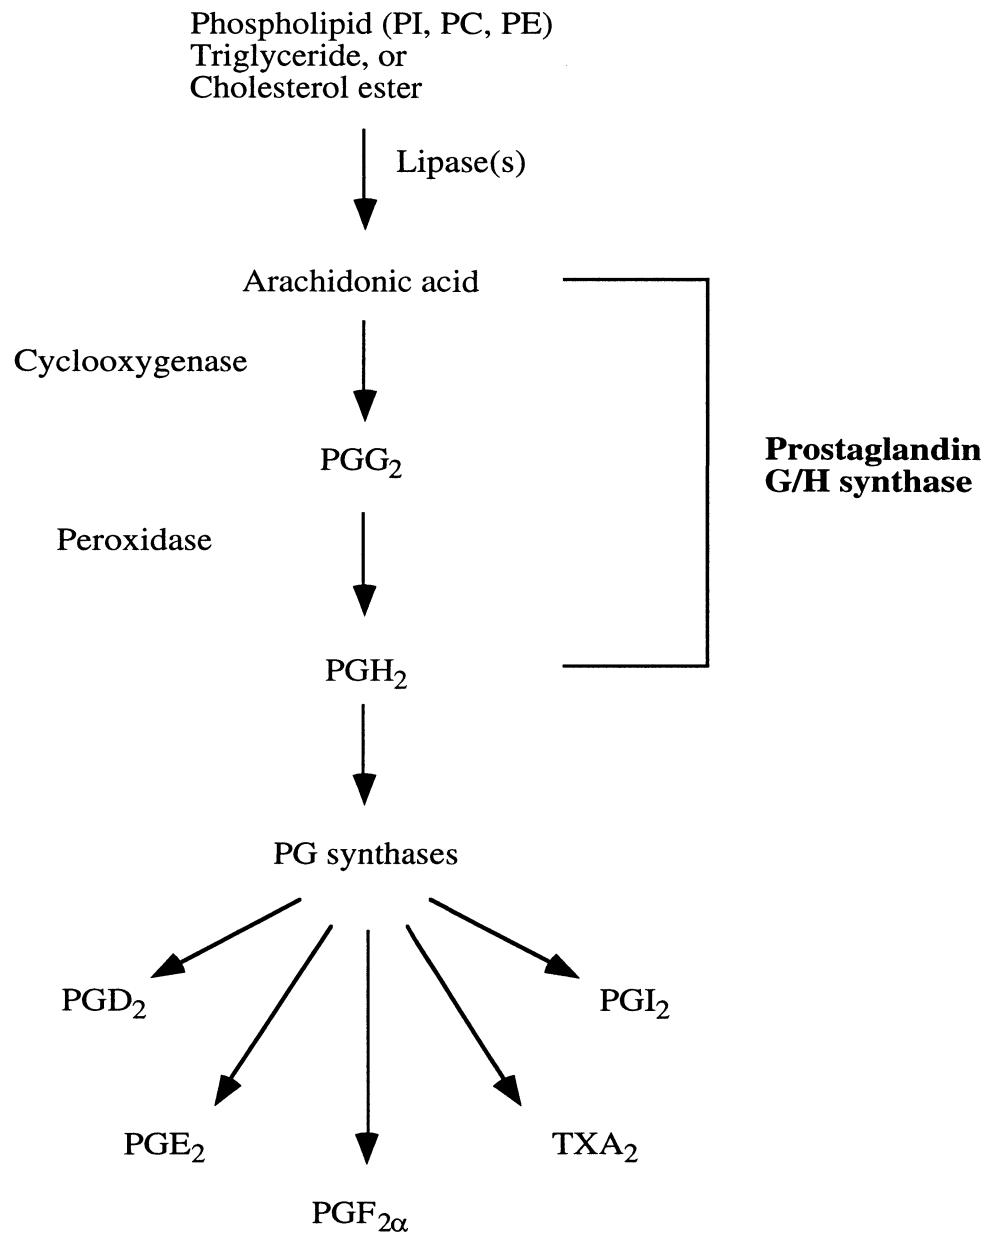 Phospholipid (PI, PC, PE)
Triglyceride, or
Cholesterol ester
Lipase(s)
Arachidonic acid
Cyclooxygenase
PGG₂
Prostaglandin
G/H synthase
Peroxidase
PGH₂
PG synthases
PGD₂
PGI₂
PGE₂
TXA₂
PGF₂α